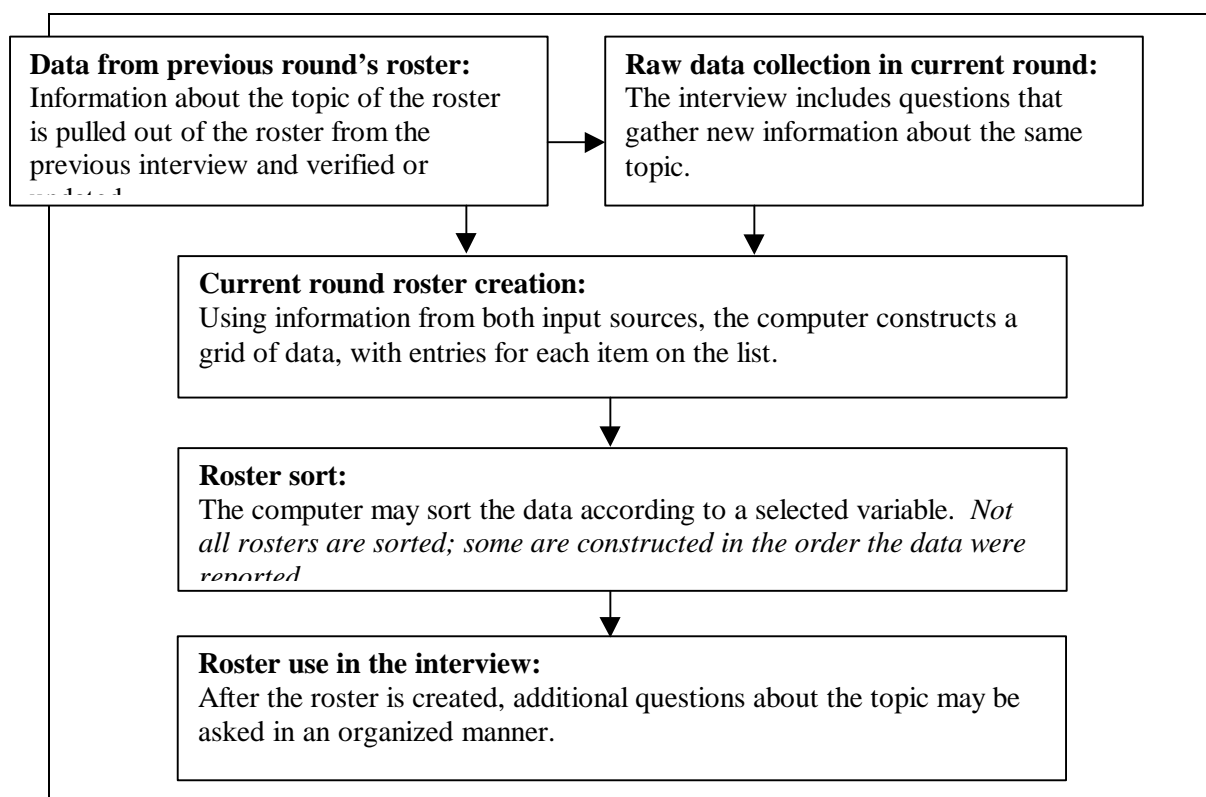 Data from previous round's roster:
Information about the topic of the roster
is pulled out of the roster from the
previous interview and verified or
updated
Raw data collection in current round:
The interview includes questions that
gather new information about the same
topic.
Current round roster creation:
Using information from both input sources, the computer constructs a
grid of data, with entries for each item on the list.
Roster sort:
The computer may sort the data according to a selected variable. Not
all rosters are sorted; some are constructed in the order the data were
reported
Roster use in the interview:
After the roster is created, additional questions about the topic may be
asked in an organized manner.